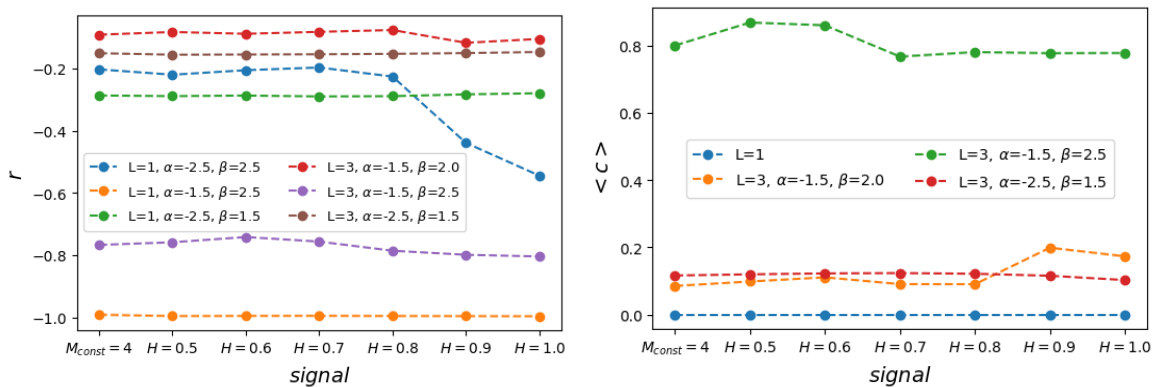 r
−0.2
−0.4
−0.6
−0.8
−1.0
L=1, α=-2.5, β=2.5
L=1, α=-1.5, β=2.5
L=1, α=-2.5, β=1.5
L=3, α=-1.5, β=2.0
L=3, α=-1.5, β=2.5
L=3, α=-2.5, β=1.5
M_const = 4 H = 0.5 H = 0.6 H = 0.7 H = 0.8 H = 0.9 H = 1.0
signal
< c >
0.8
0.6
0.4
0.2
0.0
L=1
L=3, α=-1.5, β=2.0
L=3, α=-1.5, β=2.5
L=3, α=-2.5, β=1.5
M_const = 4 H = 0.5 H = 0.6 H = 0.7 H = 0.8 H = 0.9 H = 1.0
signal